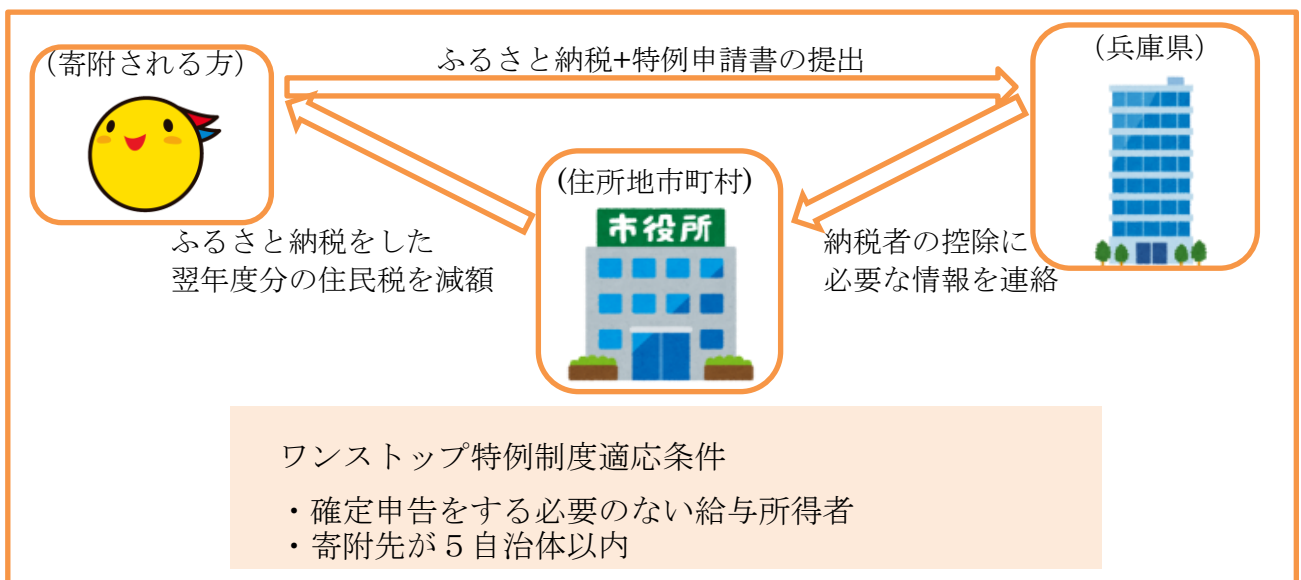 (寄附される方)
ふるさと納税+特例申請書の提出
(兵庫県)
(住所地市町村)
市役所
ふるさと納税をした
翌年度分の住民税を減額
納税者の控除に
必要な情報を連絡
ワンストップ特例制度適応条件
・確定申告をする必要のない給与所得者
・寄附先が５自治体以内